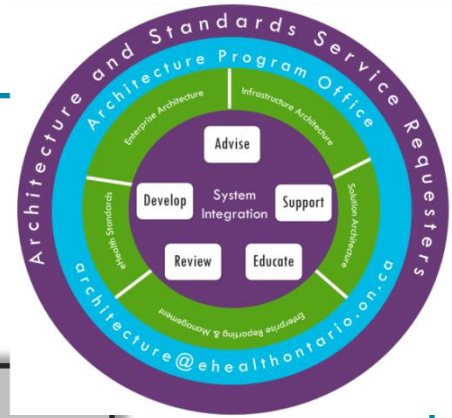 Architecture and Standards Service Requesters
Architecture Program Office
Enterprise Architecture
Infrastructure Architecture
Solution Architecture
Enterprise Reporting & Management
eHealth Standards
Advise
Develop
System
Integration
Support
Review
Educate
architecture@ehealthontario.on.ca